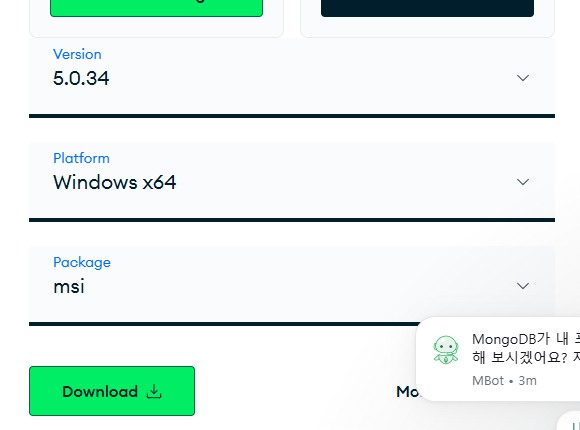 Version
5.0.34
Platform
Windows x64
Package
msi
MongoDB가 내
해 보시겠어요?
MBot • 3m
Download